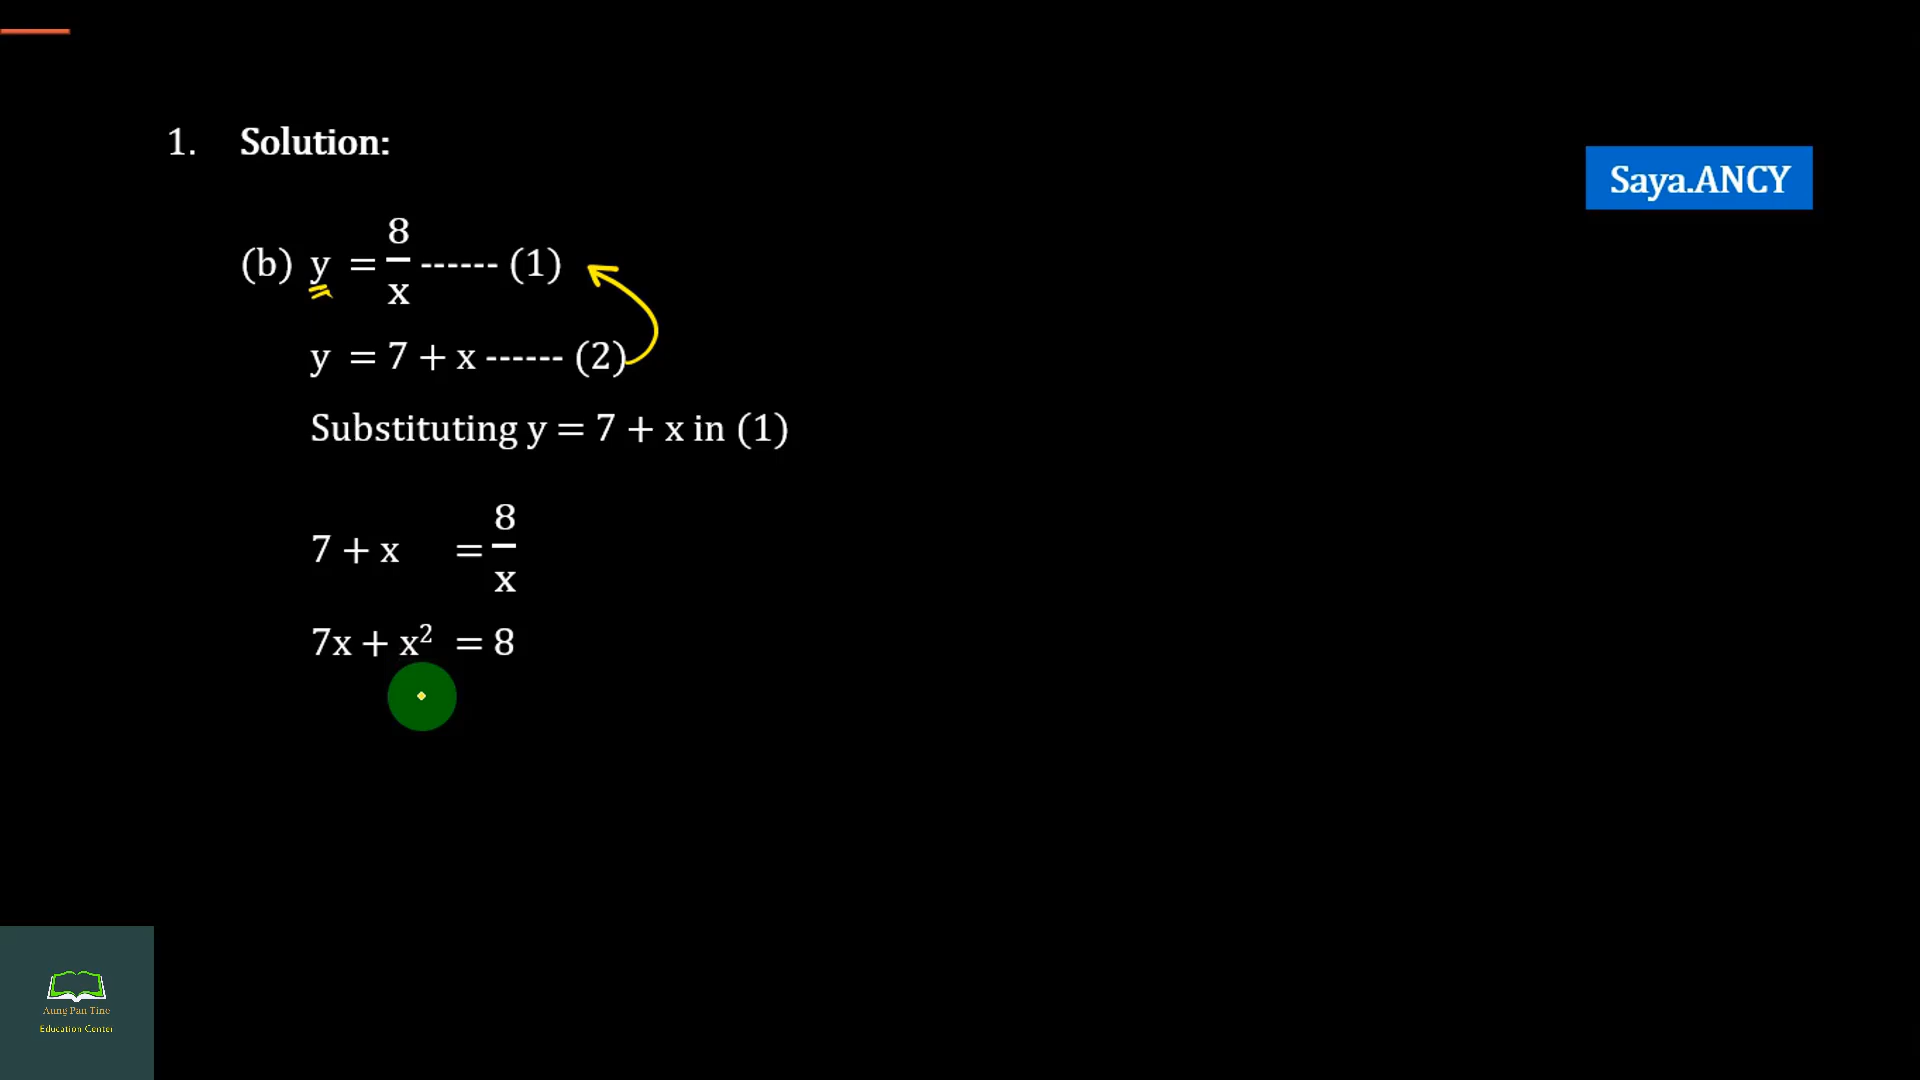 1. Solution:
Saya.ANCY
(b) y = 8/x ------ (1)
y = 7 + x ------ (2)
Substituting y = 7 + x in (1)
7 + x = 8/x
7x + x² = 8
Aung Pan Tine
Education Center